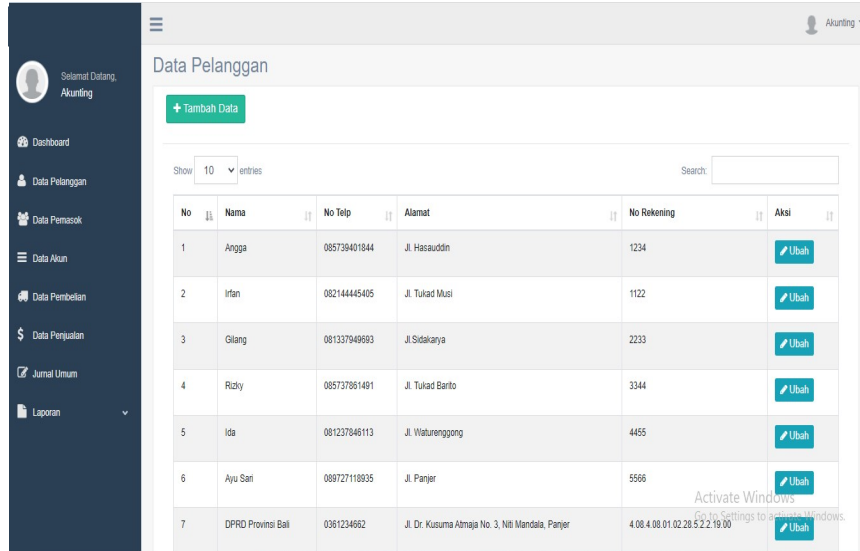 Akunting
Selamat Datang,
Akunting
Dashboard
Data Pelanggan
Data Pemasok
Data Akun
Data Pembelian
Data Penjualan
Jurnal Umum
Laporan
Data Pelanggan
+ Tambah Data
Show 10 entries Search:
No Nama No Telp Alamat No Rekening Aksi
1 Angga 085739401844 Jl. Hasauddin 1234 Ubah
2 Irfan 082144445405 Jl. Tukad Musi 1122 Ubah
3 Gilang 081337949693 Jl.Sidakarya 2233 Ubah
4 Rizky 085737861491 Jl. Tukad Barito 3344 Ubah
5 Ida 081237846113 Jl. Waturenggong 4455 Ubah
6 Ayu Sari 089727118935 Jl. Panjer 5566 Ubah
7 DPRD Provinsi Bali 0361234662 Jl. Dr. Kusuma Atmaja No. 3, Niti Mandala, Panjer 4.08.4.08.01.02.28.5.2.2.19.00 Ubah
Activate Windows
Go to Settings to activate Windows.